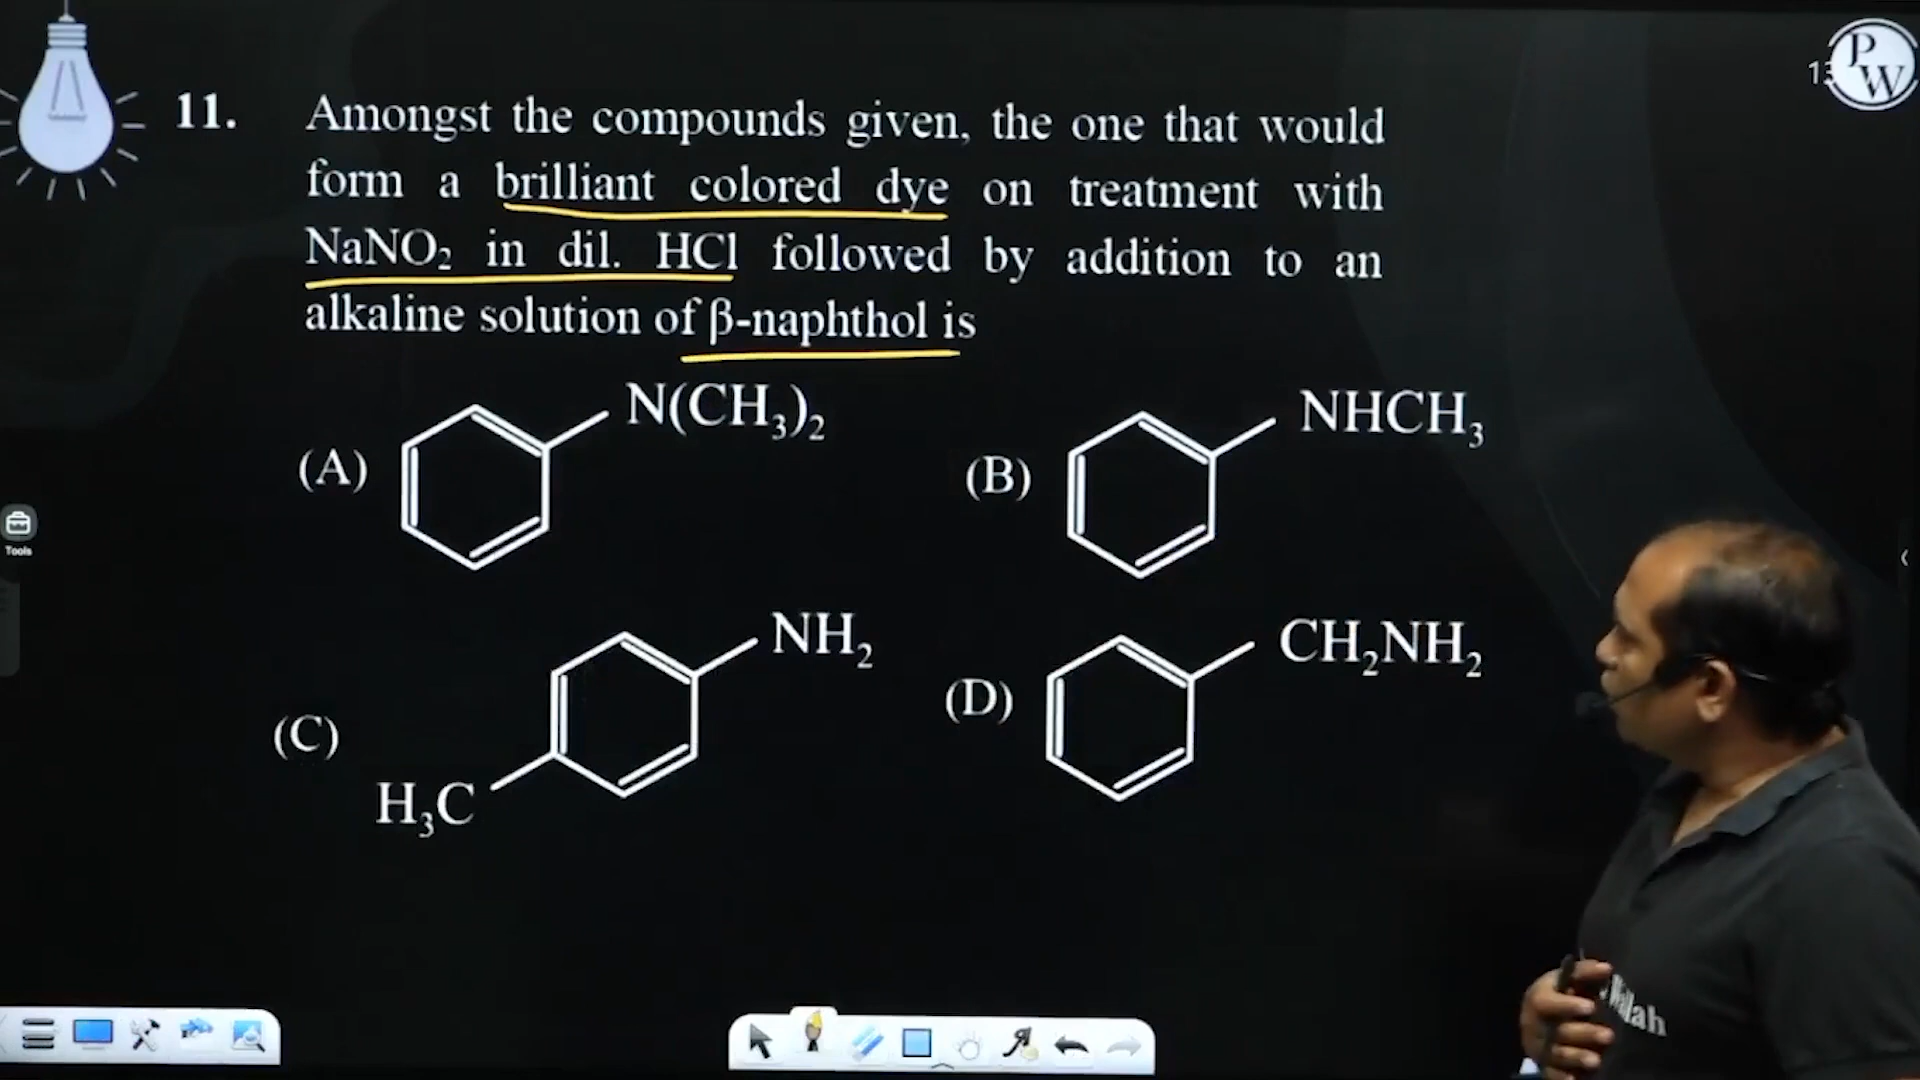 11. Amongst the compounds given, the one that would
form a brilliant colored dye on treatment with
NaNO₂ in dil. HCl followed by addition to an
alkaline solution of β-naphthol is
(A) N(CH₃)₂
(B) NHCH₃
(C) NH₂
H₃C
(D) CH₂NH₂
Tools
PW